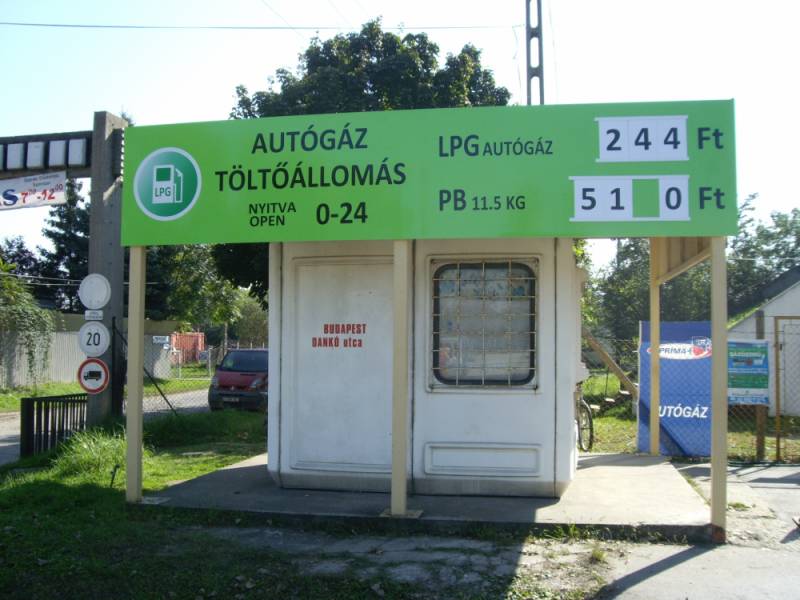 AUTÓGÁZ
TÖLTŐÁLLOMÁS
NYITVA
OPEN
0-24
LPG
LPG AUTÓGÁZ
244 Ft
PB 11.5 KG
51 0 Ft
BUDAPEST
DANKÓ utca
20
PRÍMA
AUTÓGÁZ